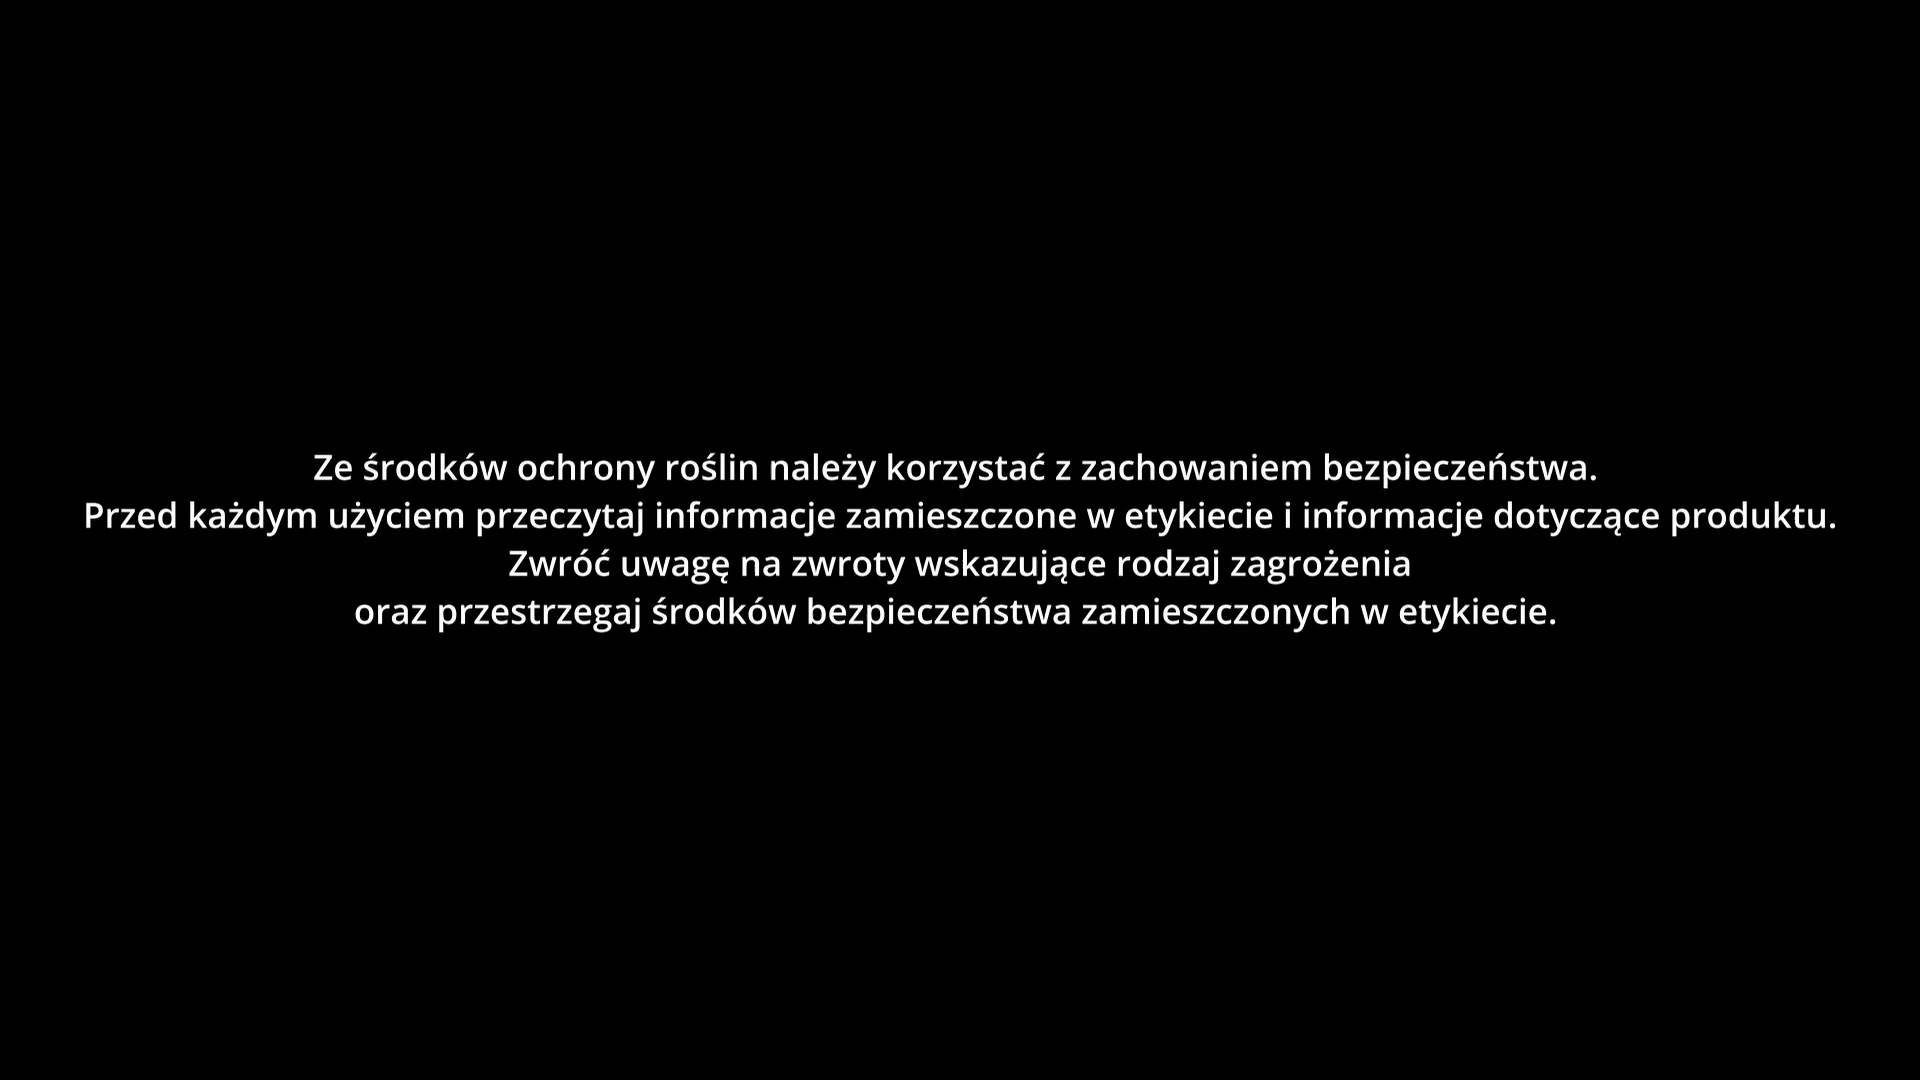 Ze środków ochrony roślin należy korzystać z zachowaniem bezpieczeństwa.
Przed każdym użyciem przeczytaj informacje zamieszczone w etykiecie i informacje dotyczące produktu.
Zwróć uwagę na zwroty wskazujące rodzaj zagrożenia
oraz przestrzegaj środków bezpieczeństwa zamieszczonych w etykiecie.